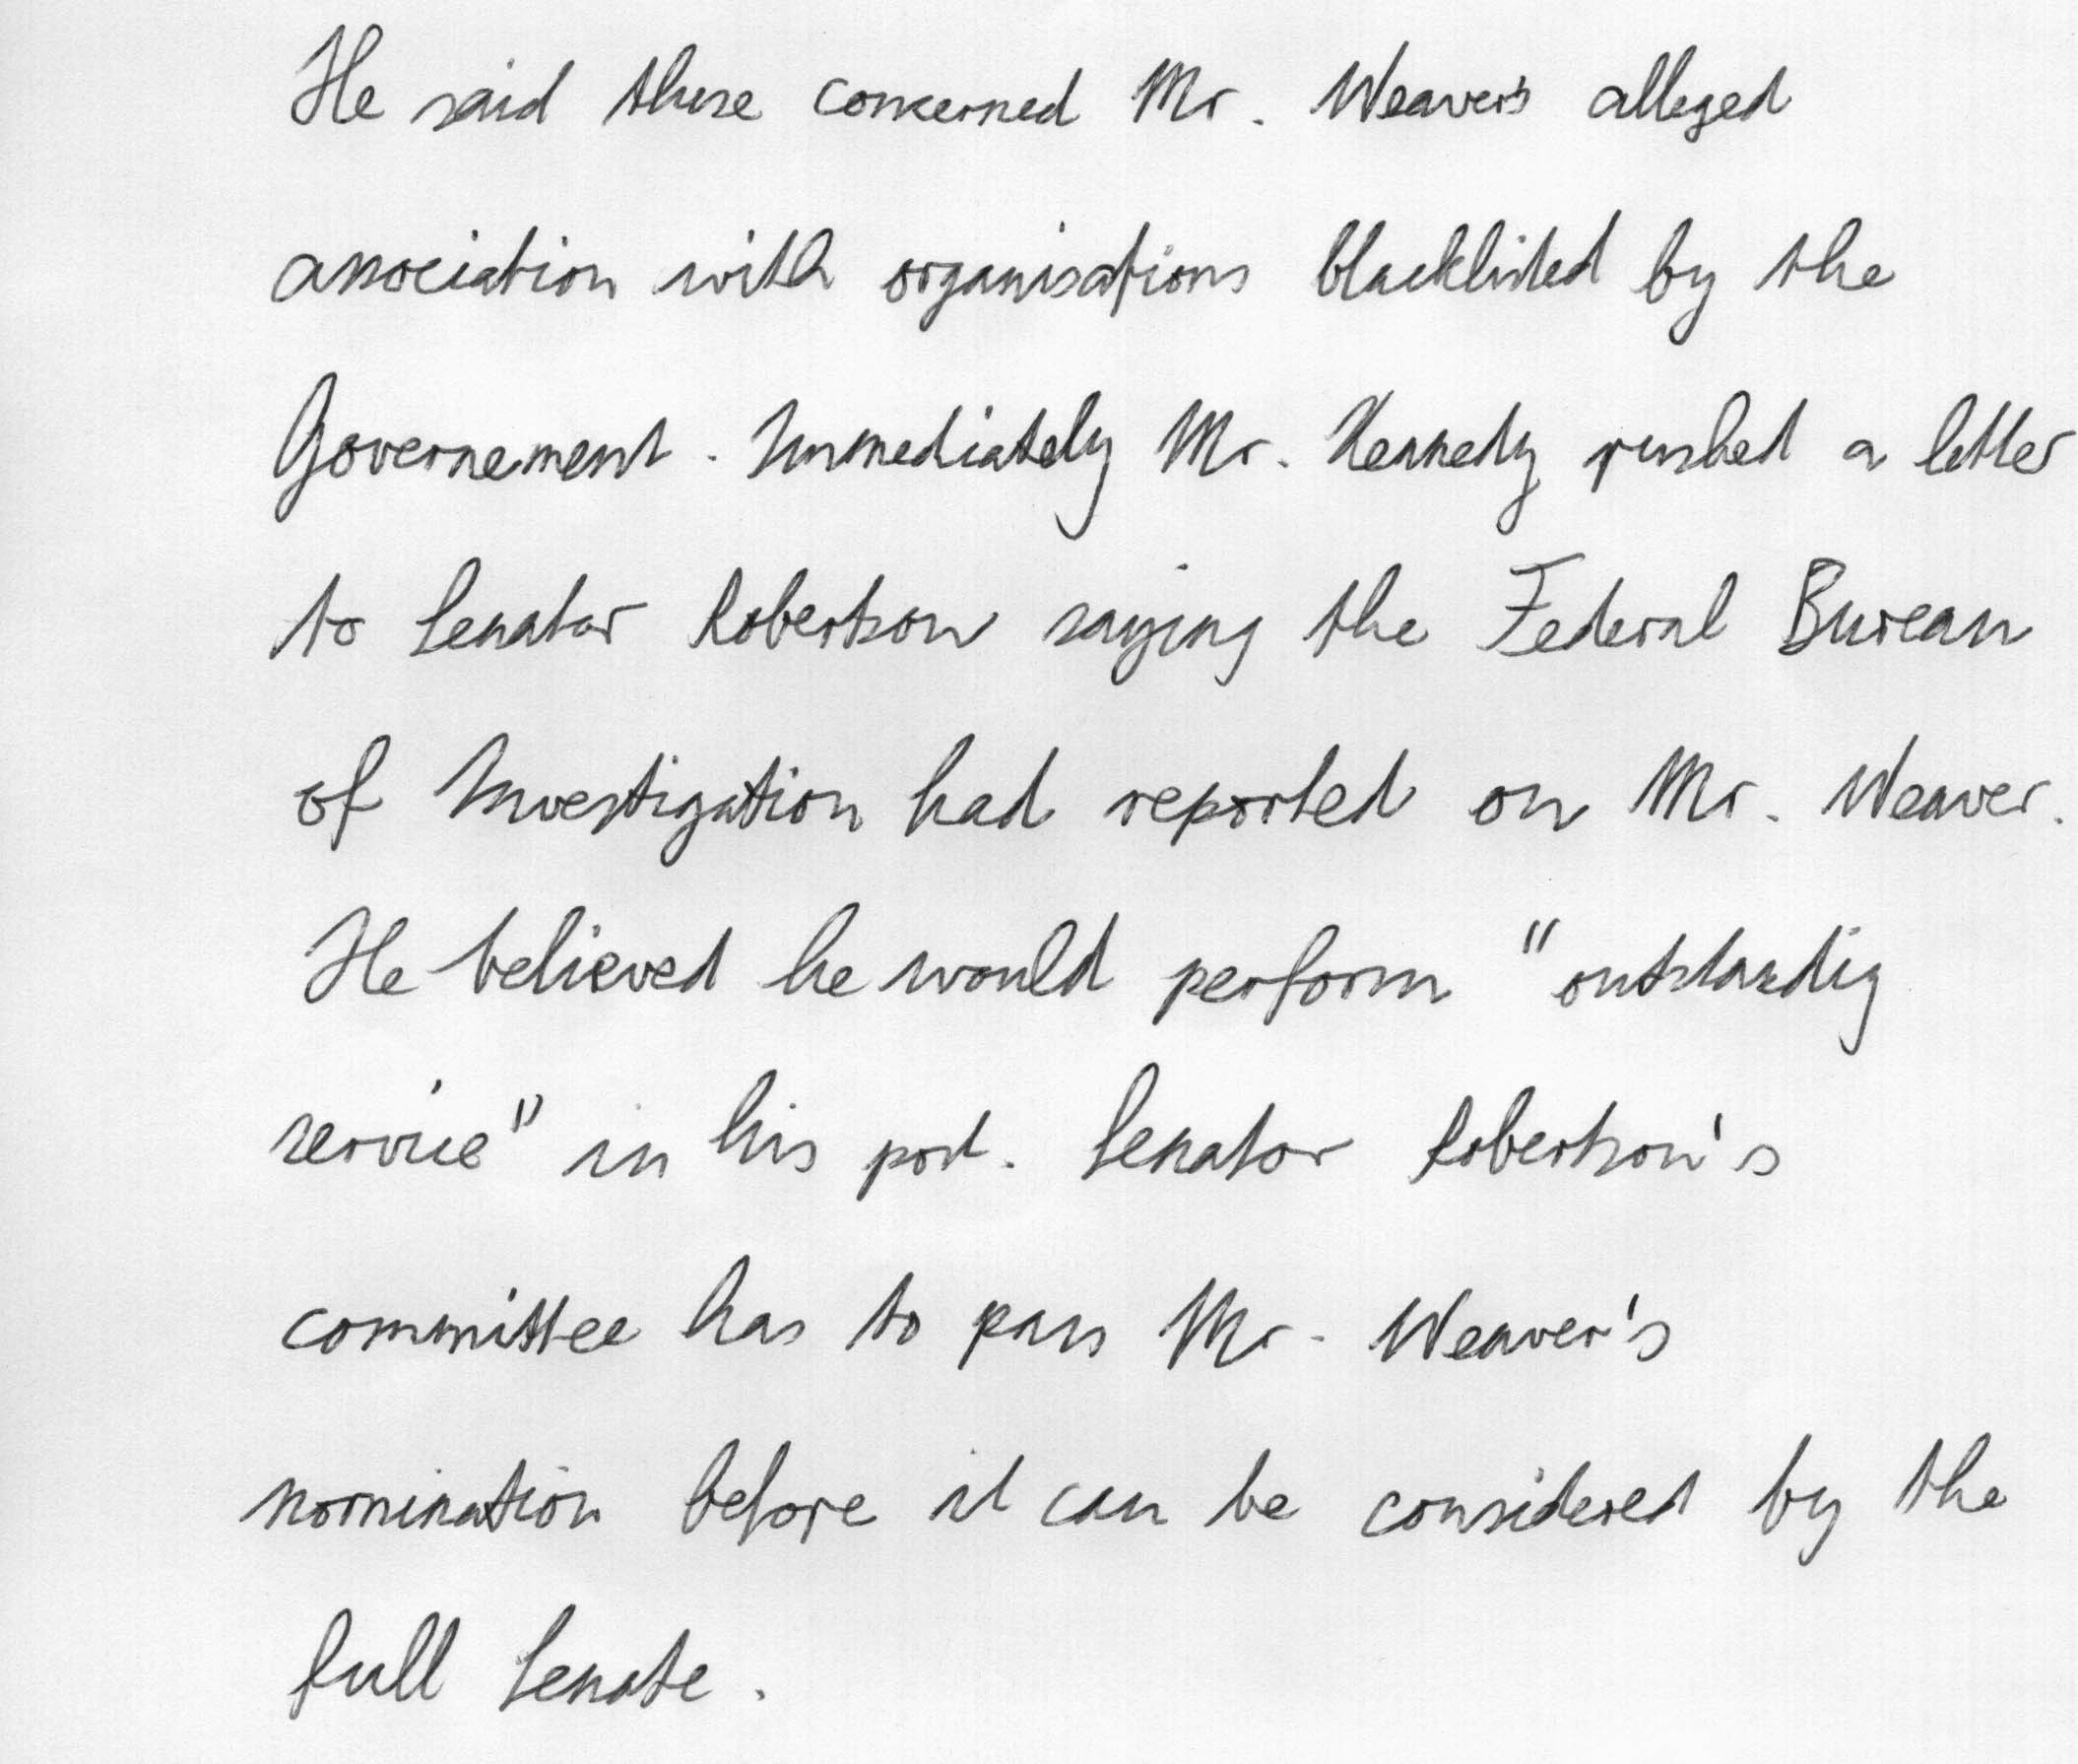 He said these concerned Mr. Weaver's alleged
association with organisations blacklisted by the
Governement. Immediately Mr. Kennedy rushed a letter
to Senator Robertson saying the Federal Bureau
of Investigation had reported on Mr. Weaver.
He believed he would perform "outstandig
service" in his post. Senator Robertson's
committee has to pass Mr. Weaver's
nomination before it can be considered by the
full Senate.